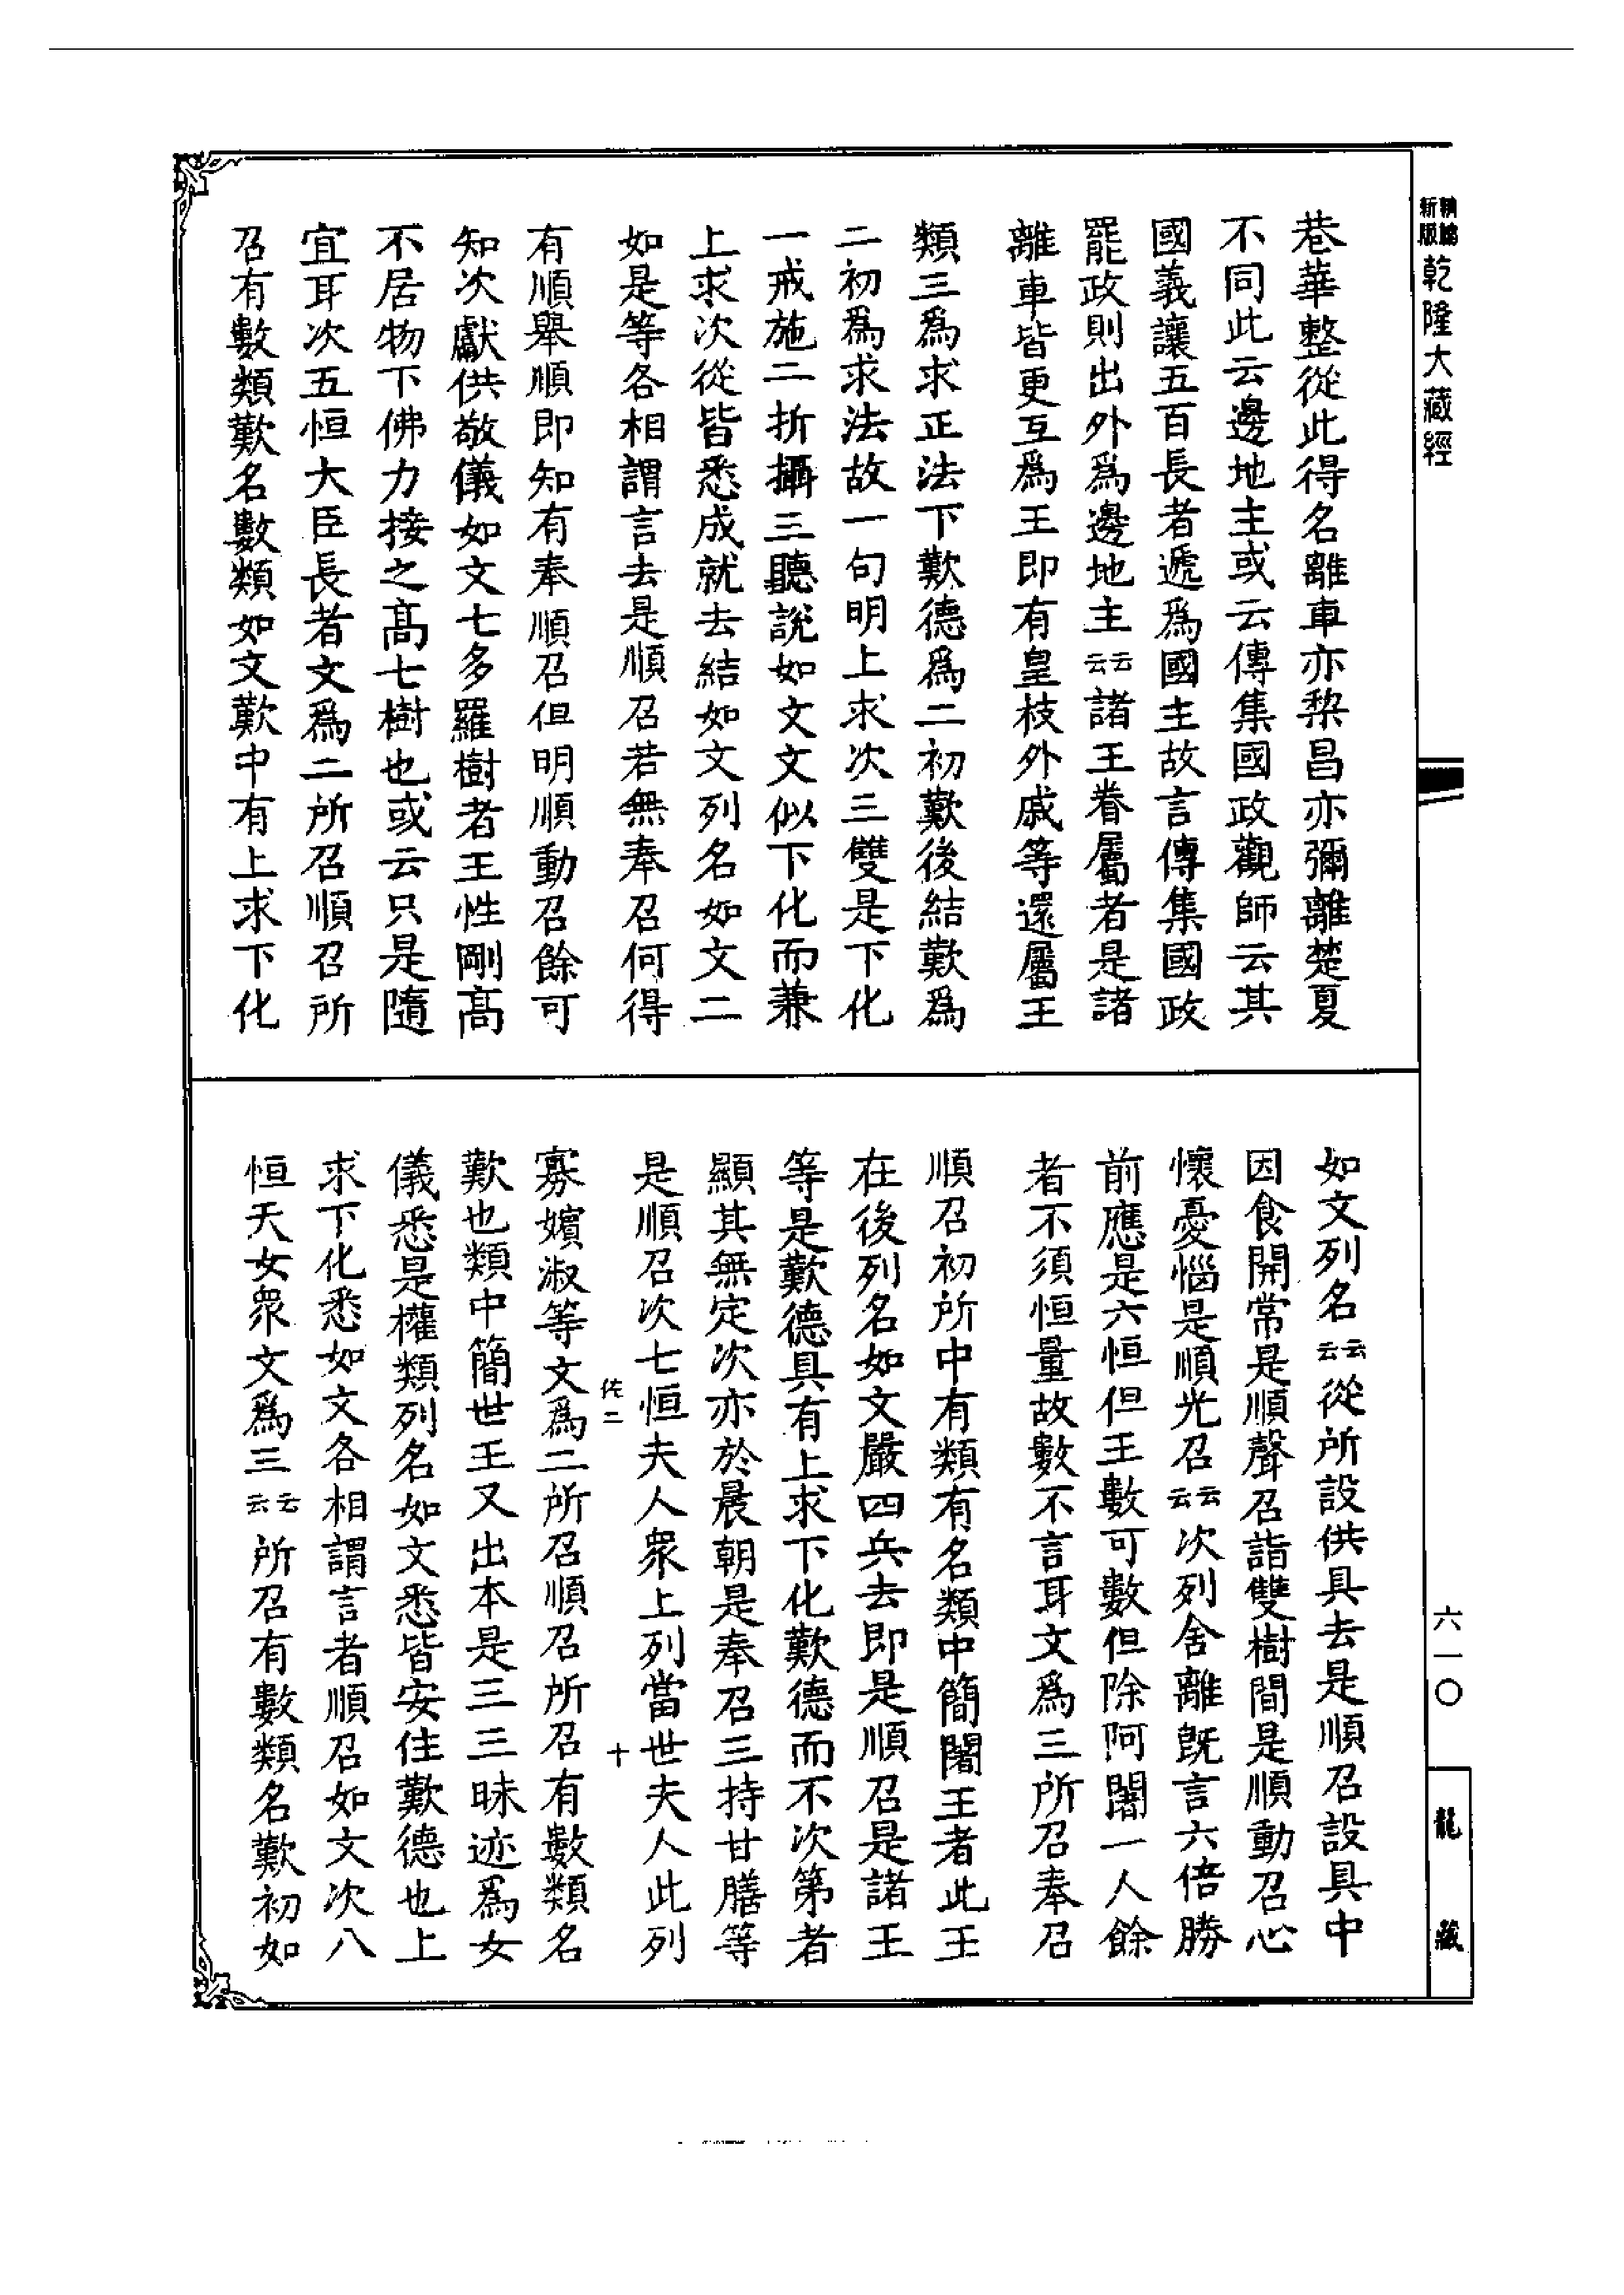 新版
乾隆大藏經
巷華整從此得名離車亦棃昌亦彌離楚夏
不同此云邊地主或云傳集國政觀師云其
國義讓五百長者遞爲國主故言傳集國政
罷政則出外爲邊地主云云諸王眷屬者是諸
離車皆更互爲王即有皇枝外戚等還屬王
類三爲求正法下歎德爲二初歎後結歎爲
二初爲求法故一句明上求次三雙是下化
一戒施二折攝三聽說如文文似下化而兼
上求次從皆悉成就去結如文列名如文二
如是等各相謂言去是順召若無奉召何得
有順舉順即知有奉順召但明順動召餘可
知次獻供敬儀如文七多羅樹者王性剛高
不居物下佛力接之高七樹也或云只是隨
宜耳次五恒大臣長者文爲二所召順召所
召有數類歎名數類如文歎中有上求下化
如文列名云云從所設供具去是順召設具中
因食開常是順聲召詣雙樹間是順動召心
懷憂惱是順光召云云次列舍離既言六倍勝
前應是六恒但王數可數但除阿闍一人餘
者不須恒量故數不言耳文爲三所召奉召
順召初所中有類有名類中簡闍王者此王
在後列名如文嚴四兵去即是順召是諸王
等是歎德具有上求下化歎德而不次第者
顯其無定次亦於晨朝是奉召三持甘膳等
是順召次七恒夫人衆上列當世夫人此列
佐二
十
寡嬪淑等文爲二所召順召所召有數類名
歎也類中簡世王又出本是三三昧迹爲女
儀悉是權類列名如文悉皆安住歎德也上
求下化悉如文各相謂言者順召如文次八
恒天女衆文爲三云云所召有數類名歎初如
六一〇
龍藏